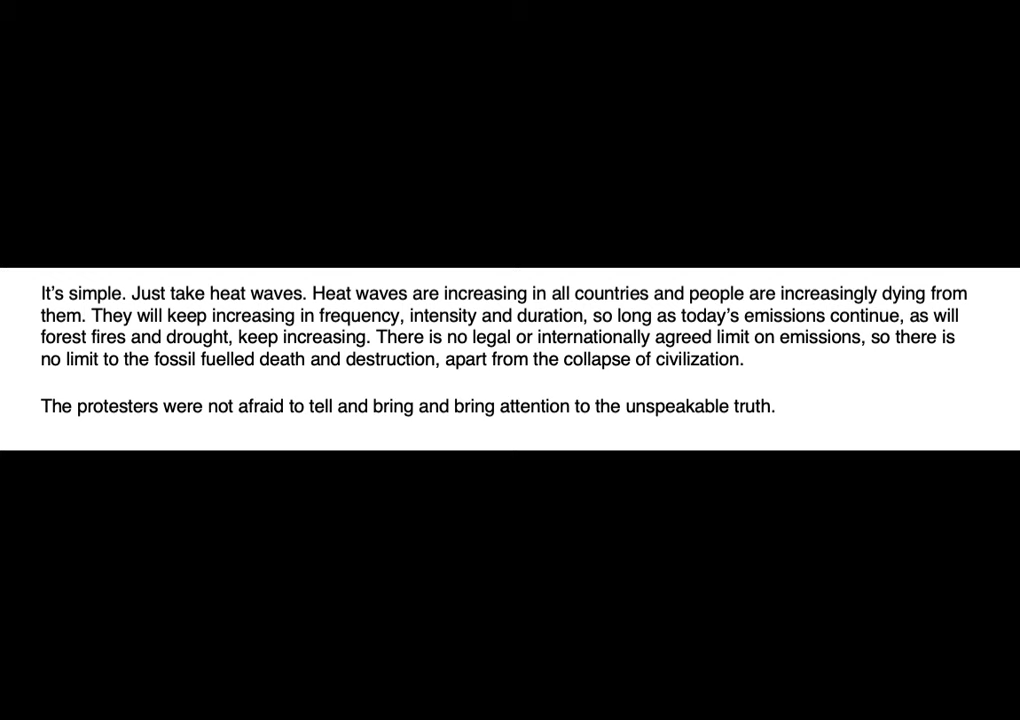 It’s simple. Just take heat waves. Heat waves are increasing in all countries and people are increasingly dying from
them. They will keep increasing in frequency, intensity and duration, so long as today’s emissions continue, as will
forest fires and drought, keep increasing. There is no legal or internationally agreed limit on emissions, so there is
no limit to the fossil fuelled death and destruction, apart from the collapse of civilization.
The protesters were not afraid to tell and bring and bring attention to the unspeakable truth.